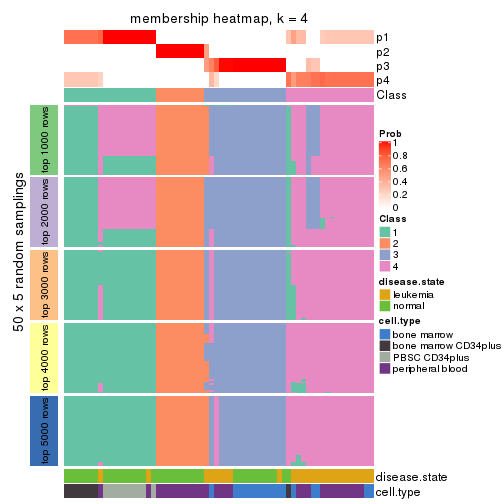 membership heatmap, k = 4
p1
p2
p3
p4
Class
50 x 5 random samplings
top 1000 rows
top 2000 rows
top 3000 rows
top 4000 rows
top 5000 rows
disease.state
cell.type
Prob
1
0.8
0.6
0.4
0.2
0
Class
1
2
3
4
disease.state
leukemia
normal
cell.type
bone marrow
bone marrow CD34plus
PBSC CD34plus
peripheral blood